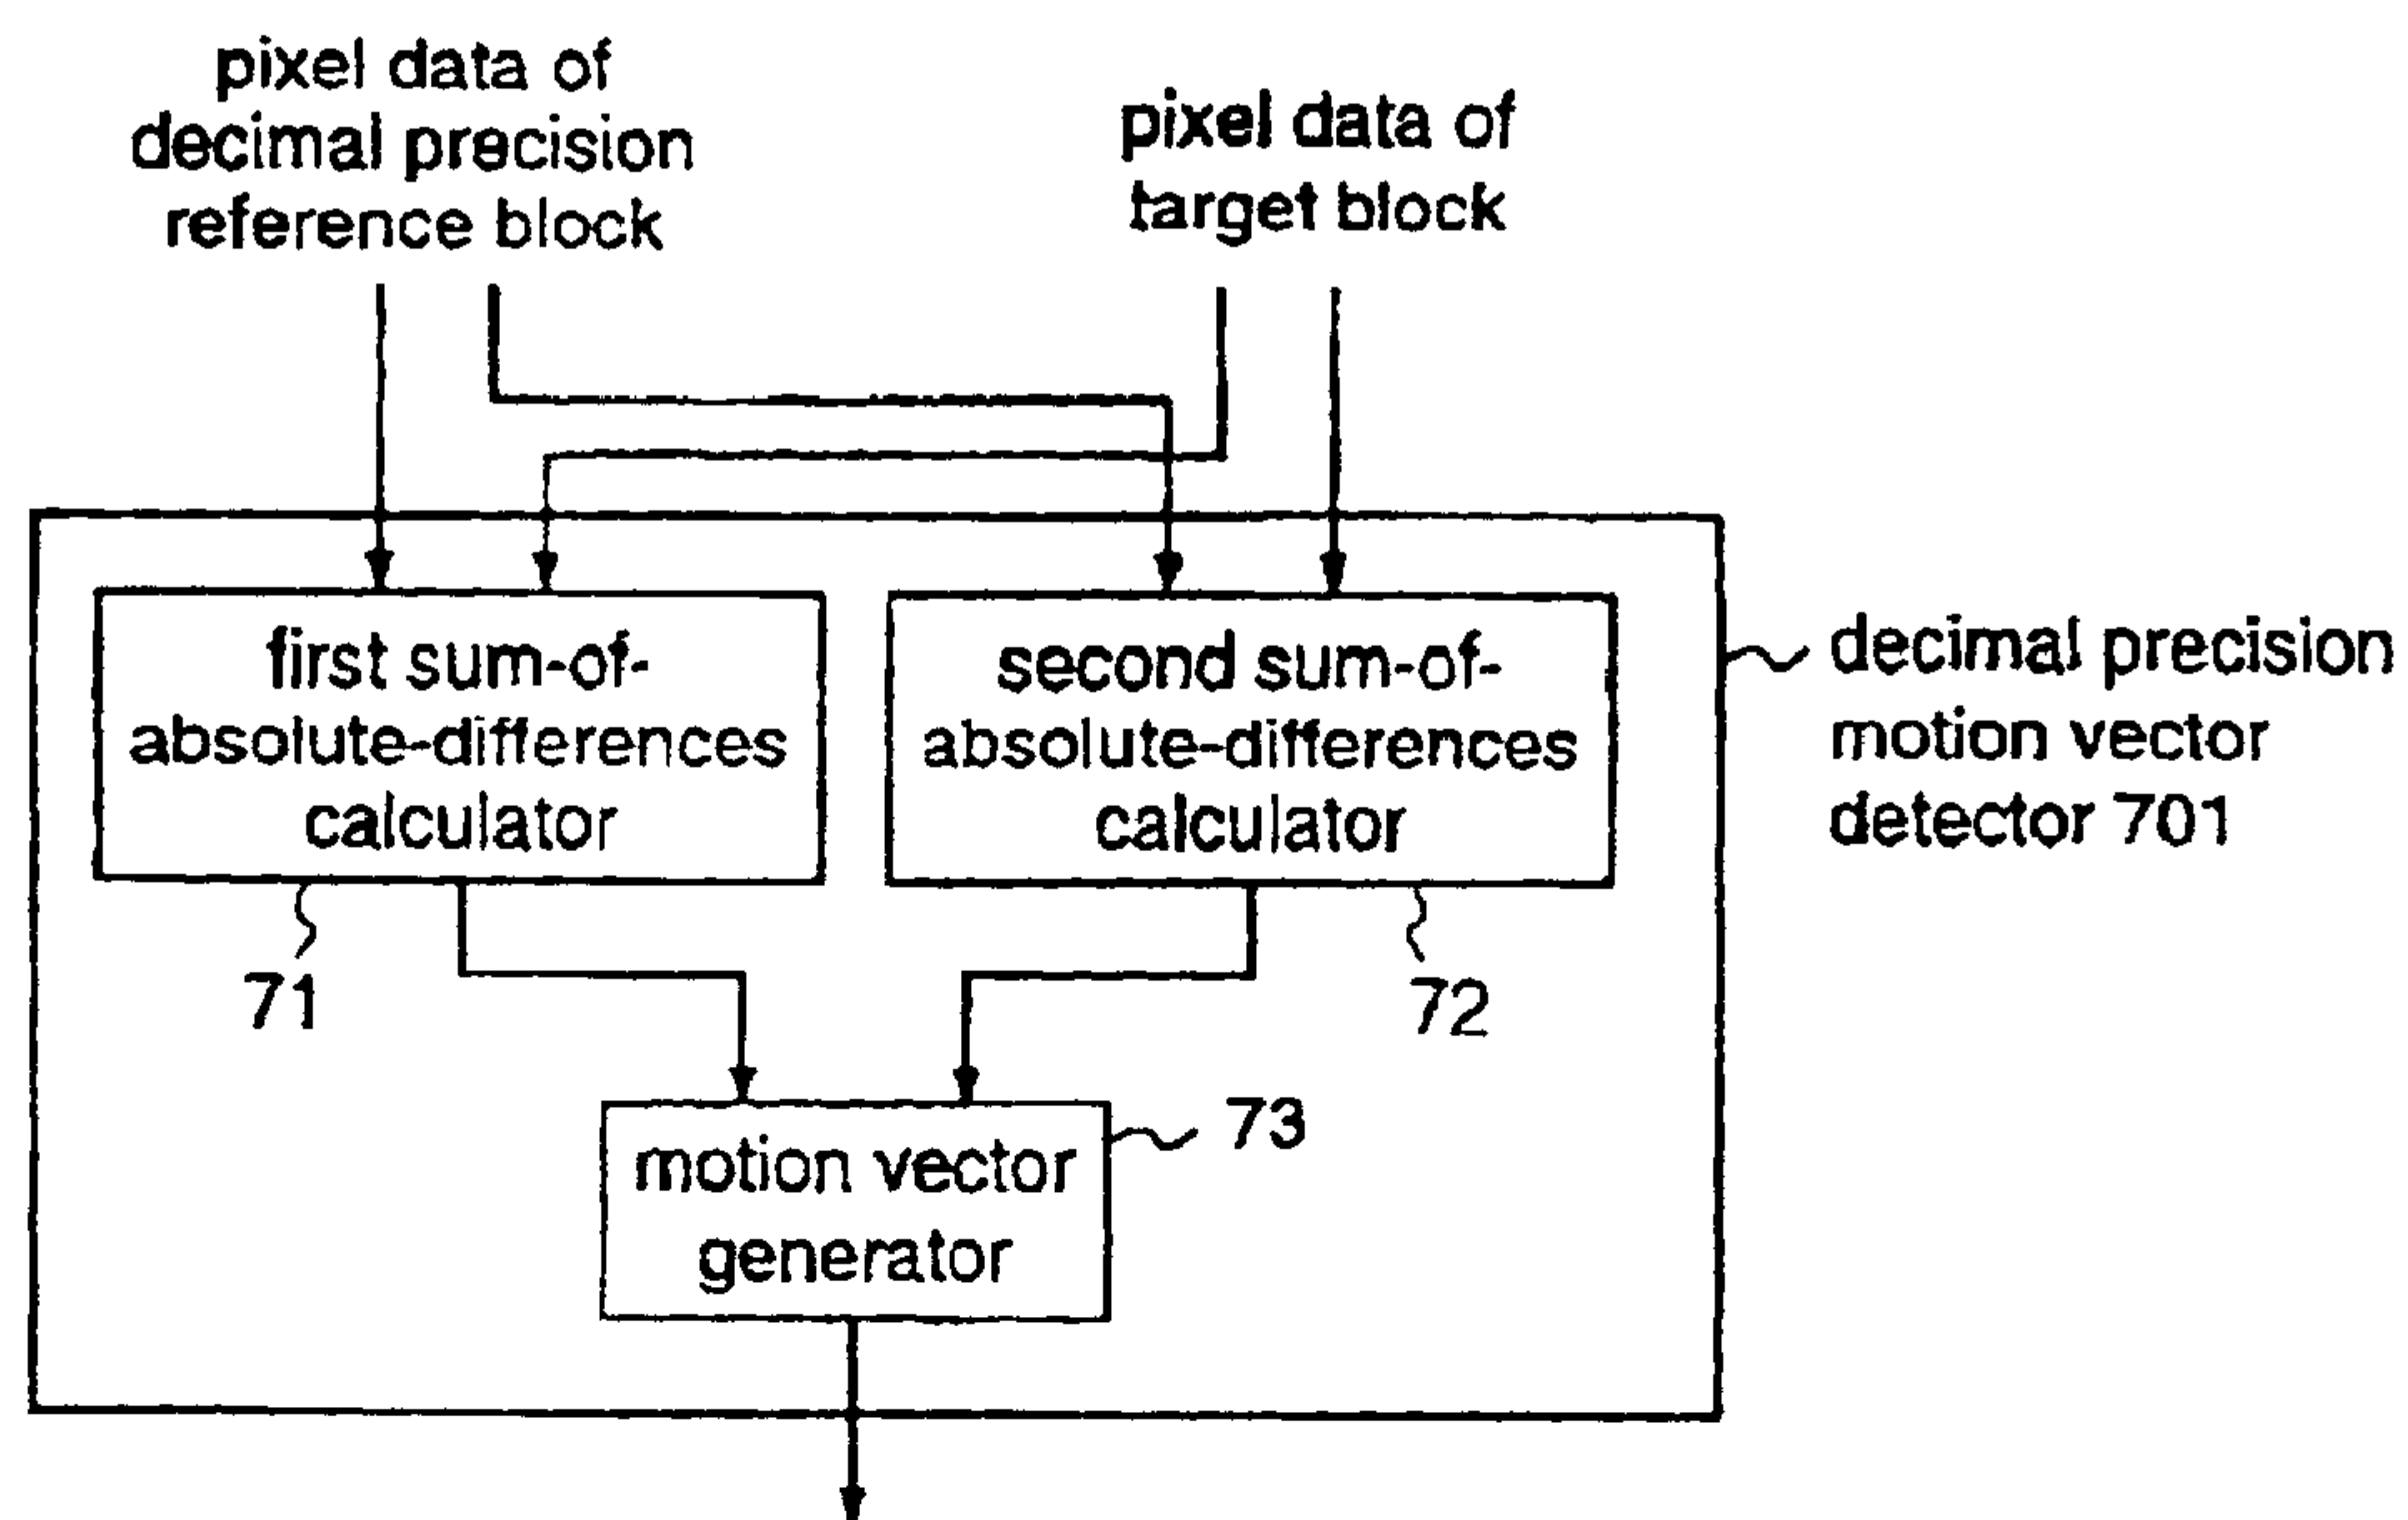 pixel data of
decimal precision
reference block
pixel data of
target block
first sum-of-
absolute-differences
calculator
second sum-of-
absolute-differences
calculator
decimal precision
motion vector
detector 701
71
72
motion vector
generator
73